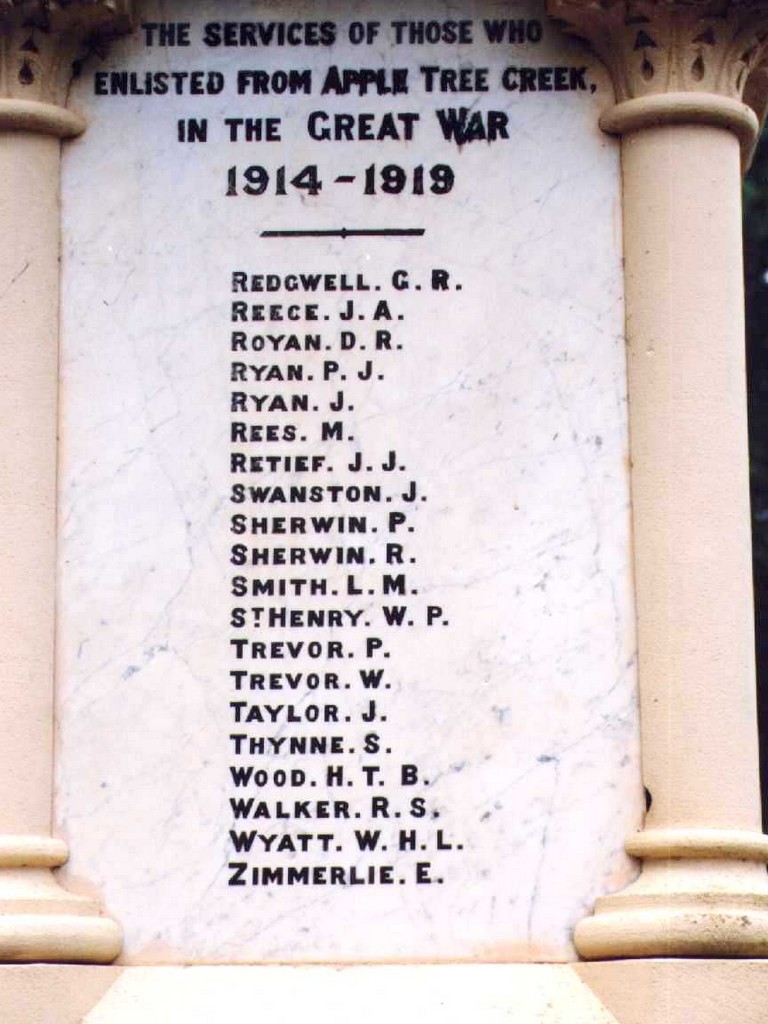 THE SERVICES OF THOSE WHO
ENLISTED FROM APPLE TREE CREEK,
IN THE GREAT WAR
1914-1919
REDGWELL. G. R.
REECE. J. A.
ROYAN. D. R.
RYAN. P. J.
RYAN. J.
REES. M.
RETIEF. J. J.
SWANSTON. J.
SHERWIN. P.
SHERWIN. R.
SMITH. L. M.
ST HENRY. W. P.
TREVOR. P.
TREVOR. W.
TAYLOR. J.
THYNNE. S.
WOOD. H. T. B.
WALKER. R. S.
WYATT. W. H. L.
ZIMMERLIE. E.